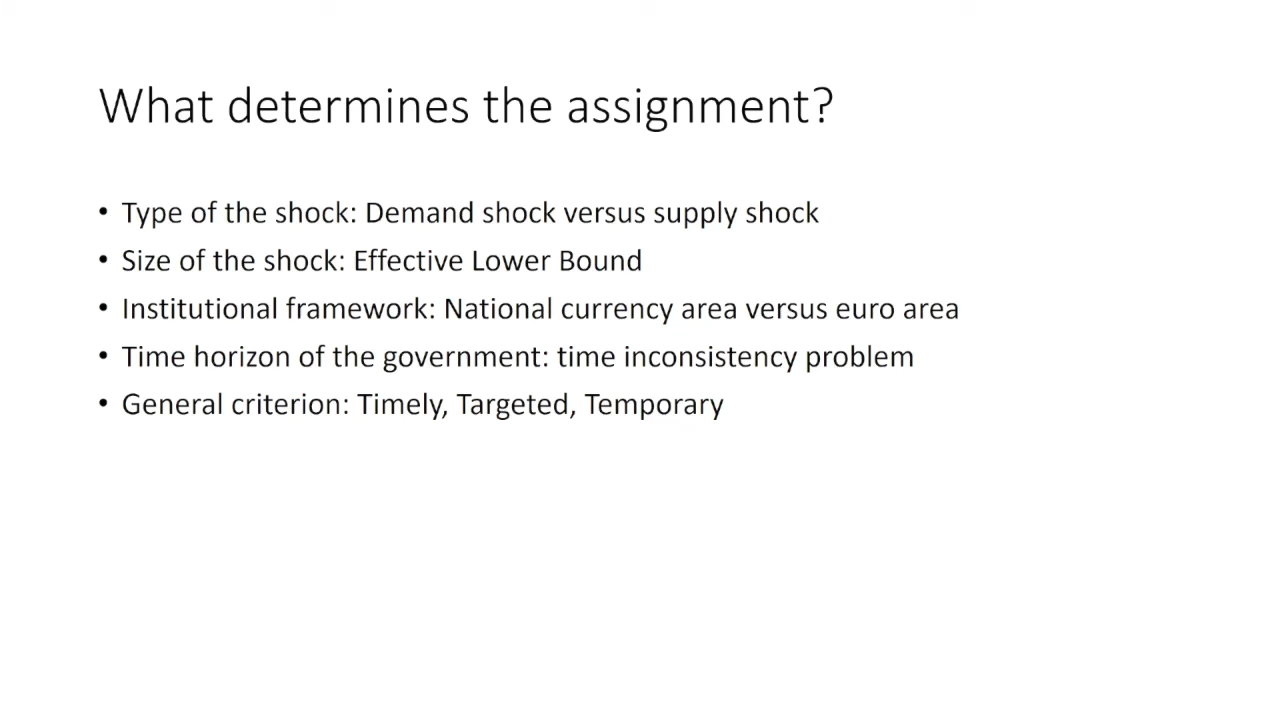 What determines the assignment?
• Type of the shock: Demand shock versus supply shock
• Size of the shock: Effective Lower Bound
• Institutional framework: National currency area versus euro area
• Time horizon of the government: time inconsistency problem
• General criterion: Timely, Targeted, Temporary